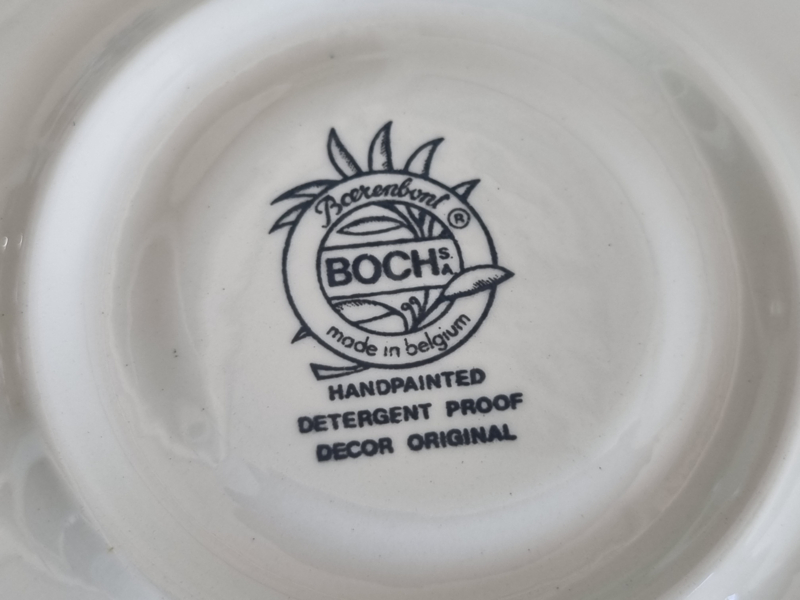 Boerenbont ®
BOCH S.A.
made in belgium
HANDPAINTED
DETERGENT PROOF
DECOR ORIGINAL